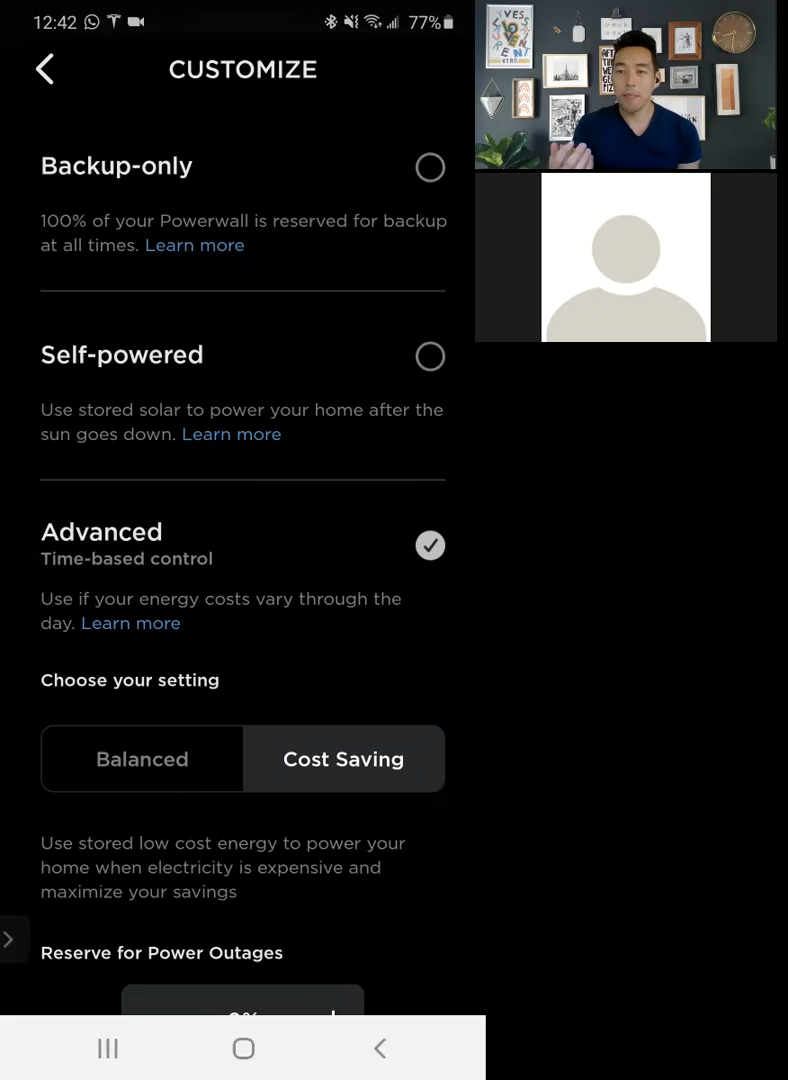 12:42
77%
CUSTOMIZE
Backup-only
100% of your Powerwall is reserved for backup
at all times. Learn more
Self-powered
Use stored solar to power your home after the
sun goes down. Learn more
Advanced
Time-based control
Use if your energy costs vary through the
day. Learn more
Choose your setting
Balanced
Cost Saving
Use stored low cost energy to power your
home when electricity is expensive and
maximize your savings
Reserve for Power Outages
YVES